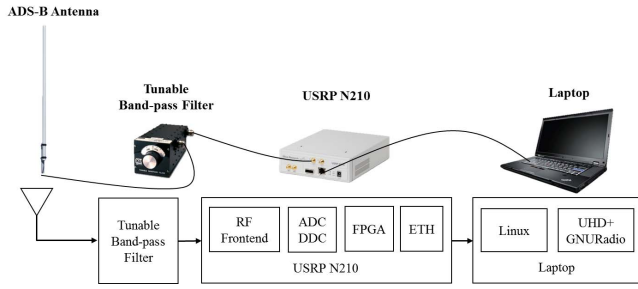 ADS-B Antenna
Tunable
Band-pass Filter
USRP N210
Laptop
Tunable
Band-pass
Filter
RF
Frontend
ADC
DDC
FPGA
ETH
USRP N210
Linux
UHD+
GNURadio
Laptop